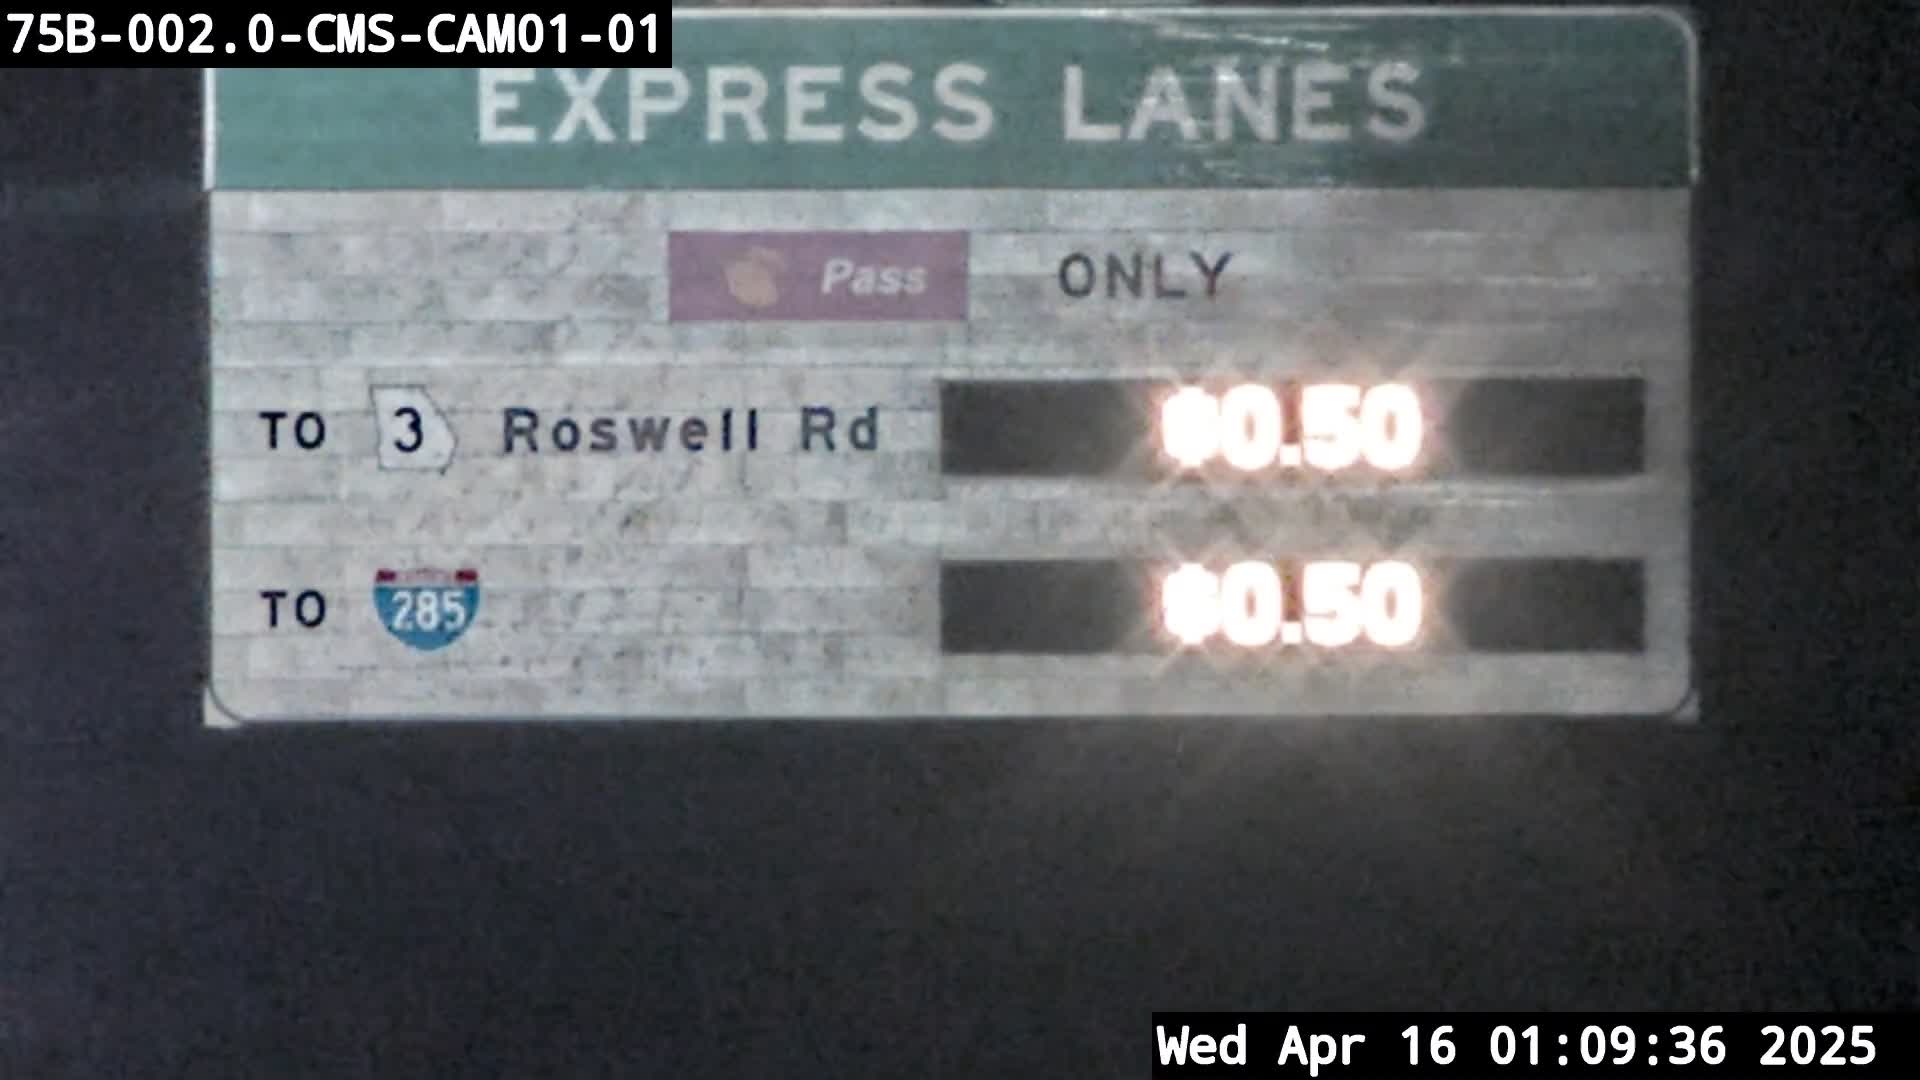 75B-002.0-CMS-CAM01-01
EXPRESS LANES
Pass ONLY
TO 3 Roswell Rd $0.50
TO 285 $0.50
Wed Apr 16 01:09:36 2025